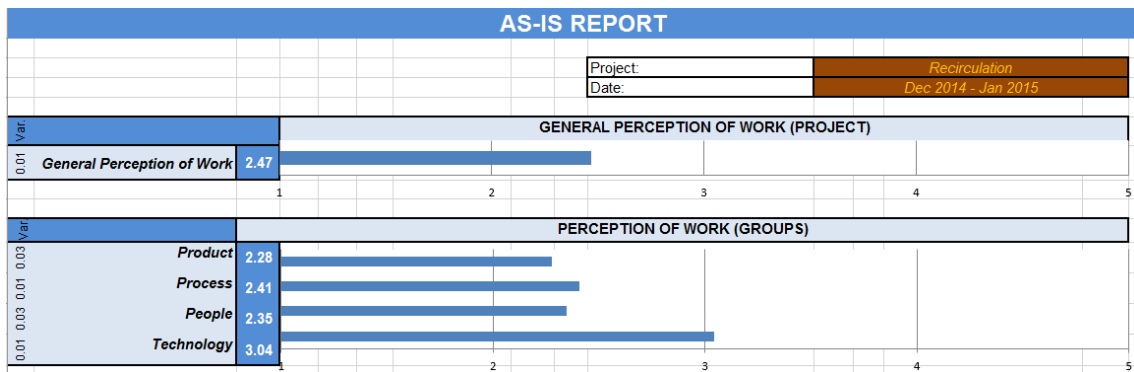 AS-IS REPORT
Project: Recirculation
Date: Dec 2014 - Jan 2015
Var. GENERAL PERCEPTION OF WORK (PROJECT)
0.01 General Perception of Work 2.47
1 2 3 4 5
Var. PERCEPTION OF WORK (GROUPS)
0.03 Product 2.28
0.01 Process 2.41
0.03 People 2.35
0.01 Technology 3.04
1 2 3 4 5